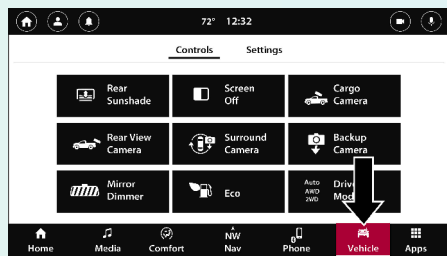 72° 12:32
Controls Settings
Rear
Sunshade
Screen
Off
Cargo
Camera
Rear View
Camera
Surround
Camera
Backup
Camera
Mirror
Dimmer
Eco
Auto
AWD
2WD
NW
Home Media Comfort Nav Phone Vehicle Apps